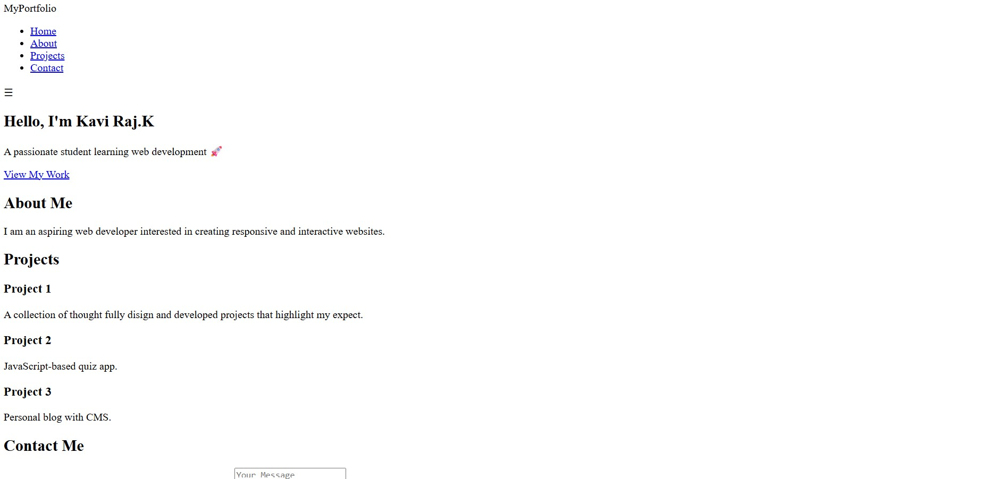 MyPortfolio
Home
About
Projects
Contact
☰
Hello, I'm Kavi Raj.K
A passionate student learning web development 🚀
View My Work
About Me
I am an aspiring web developer interested in creating responsive and interactive websites.
Projects
Project 1
A collection of thought fully disign and developed projects that highlight my expect.
Project 2
JavaScript-based quiz app.
Project 3
Personal blog with CMS.
Contact Me
Your Message